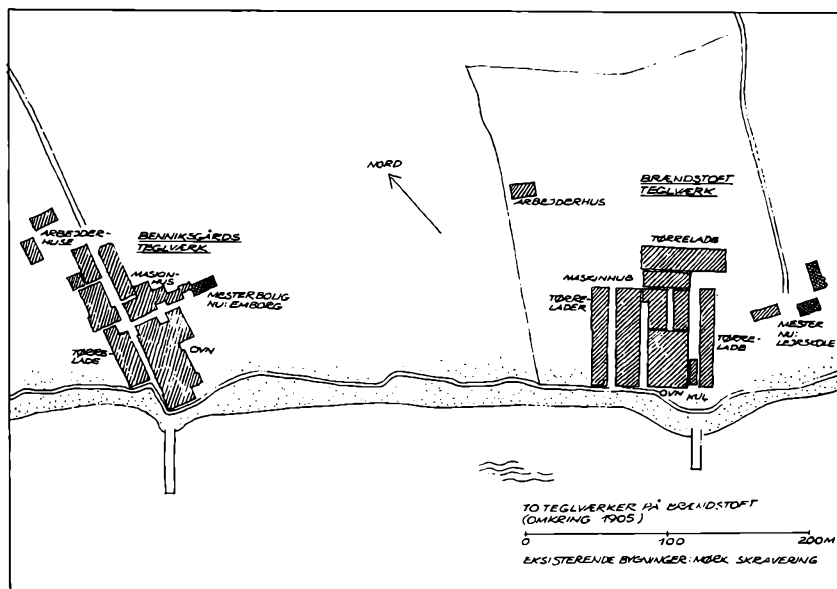 NORD
BRÆNDSTOFT
TEGLVÆRK
ARBEJDERHUS
ARBEJDER-
HUSE
BENNIKSGÅRDS
TEGLVÆRK
MASKIN-
HUS
MESTERBOLIG
NU: EMBORG
TØRRE-
LADE
OVN
TØRRELADE
MASKINHUS
TØRRE-
LADER
TØRRE-
LADE
MESTER
NU:
LEJRSKOLE
OVN
KUL
TO TEGLVÆRKER PÅ BRÆNDSTOFT
(OMKRING 1905)
0 100 200M
EKSISTERENDE BYGNINGER: MØRK SKRAVERING